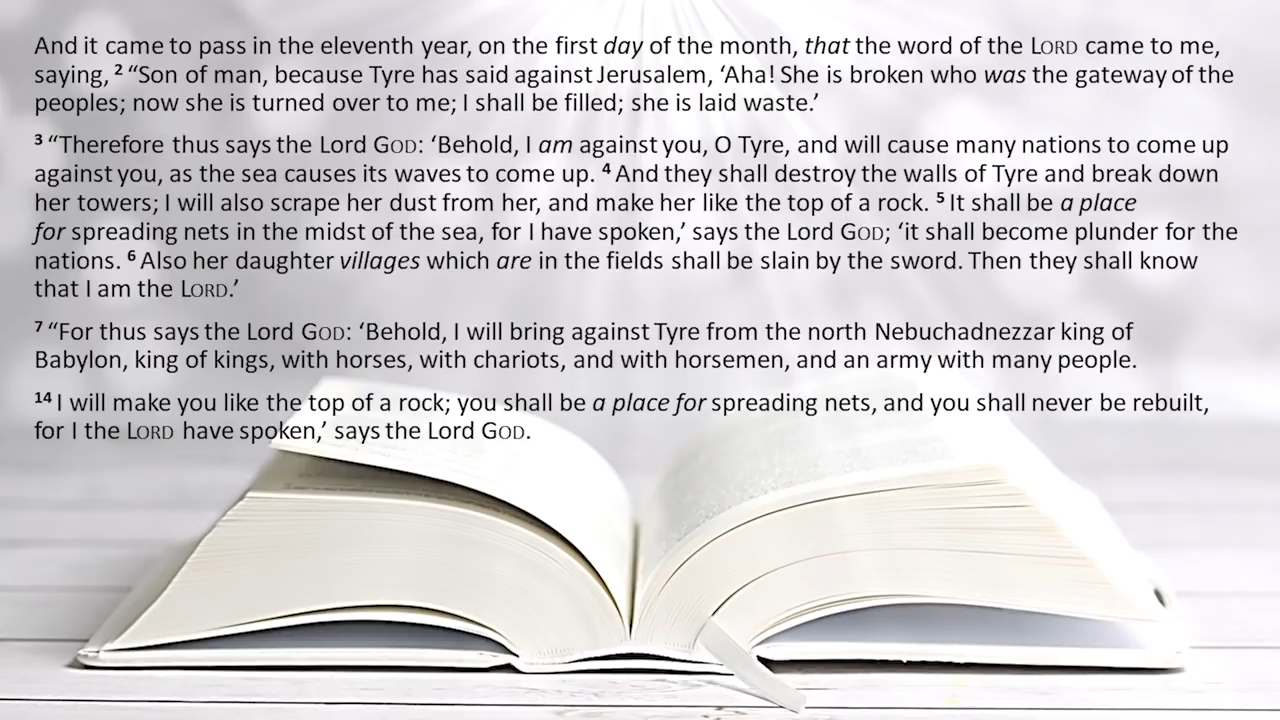 And it came to pass in the eleventh year, on the first day of the month, that the word of the LORD came to me,
saying, ² “Son of man, because Tyre has said against Jerusalem, ‘Aha! She is broken who was the gateway of the
peoples; now she is turned over to me; I shall be filled; she is laid waste.’
³ “Therefore thus says the Lord GOD: ‘Behold, I am against you, O Tyre, and will cause many nations to come up
against you, as the sea causes its waves to come up. ⁴ And they shall destroy the walls of Tyre and break down
her towers; I will also scrape her dust from her, and make her like the top of a rock. ⁵ It shall be a place
for spreading nets in the midst of the sea, for I have spoken,’ says the Lord GOD; ‘it shall become plunder for the
nations. ⁶ Also her daughter villages which are in the fields shall be slain by the sword. Then they shall know
that I am the LORD.’
⁷ “For thus says the Lord GOD: ‘Behold, I will bring against Tyre from the north Nebuchadnezzar king of
Babylon, king of kings, with horses, with chariots, and with horsemen, and an army with many people.
¹⁴ I will make you like the top of a rock; you shall be a place for spreading nets, and you shall never be rebuilt,
for I the LORD have spoken,’ says the Lord GOD.